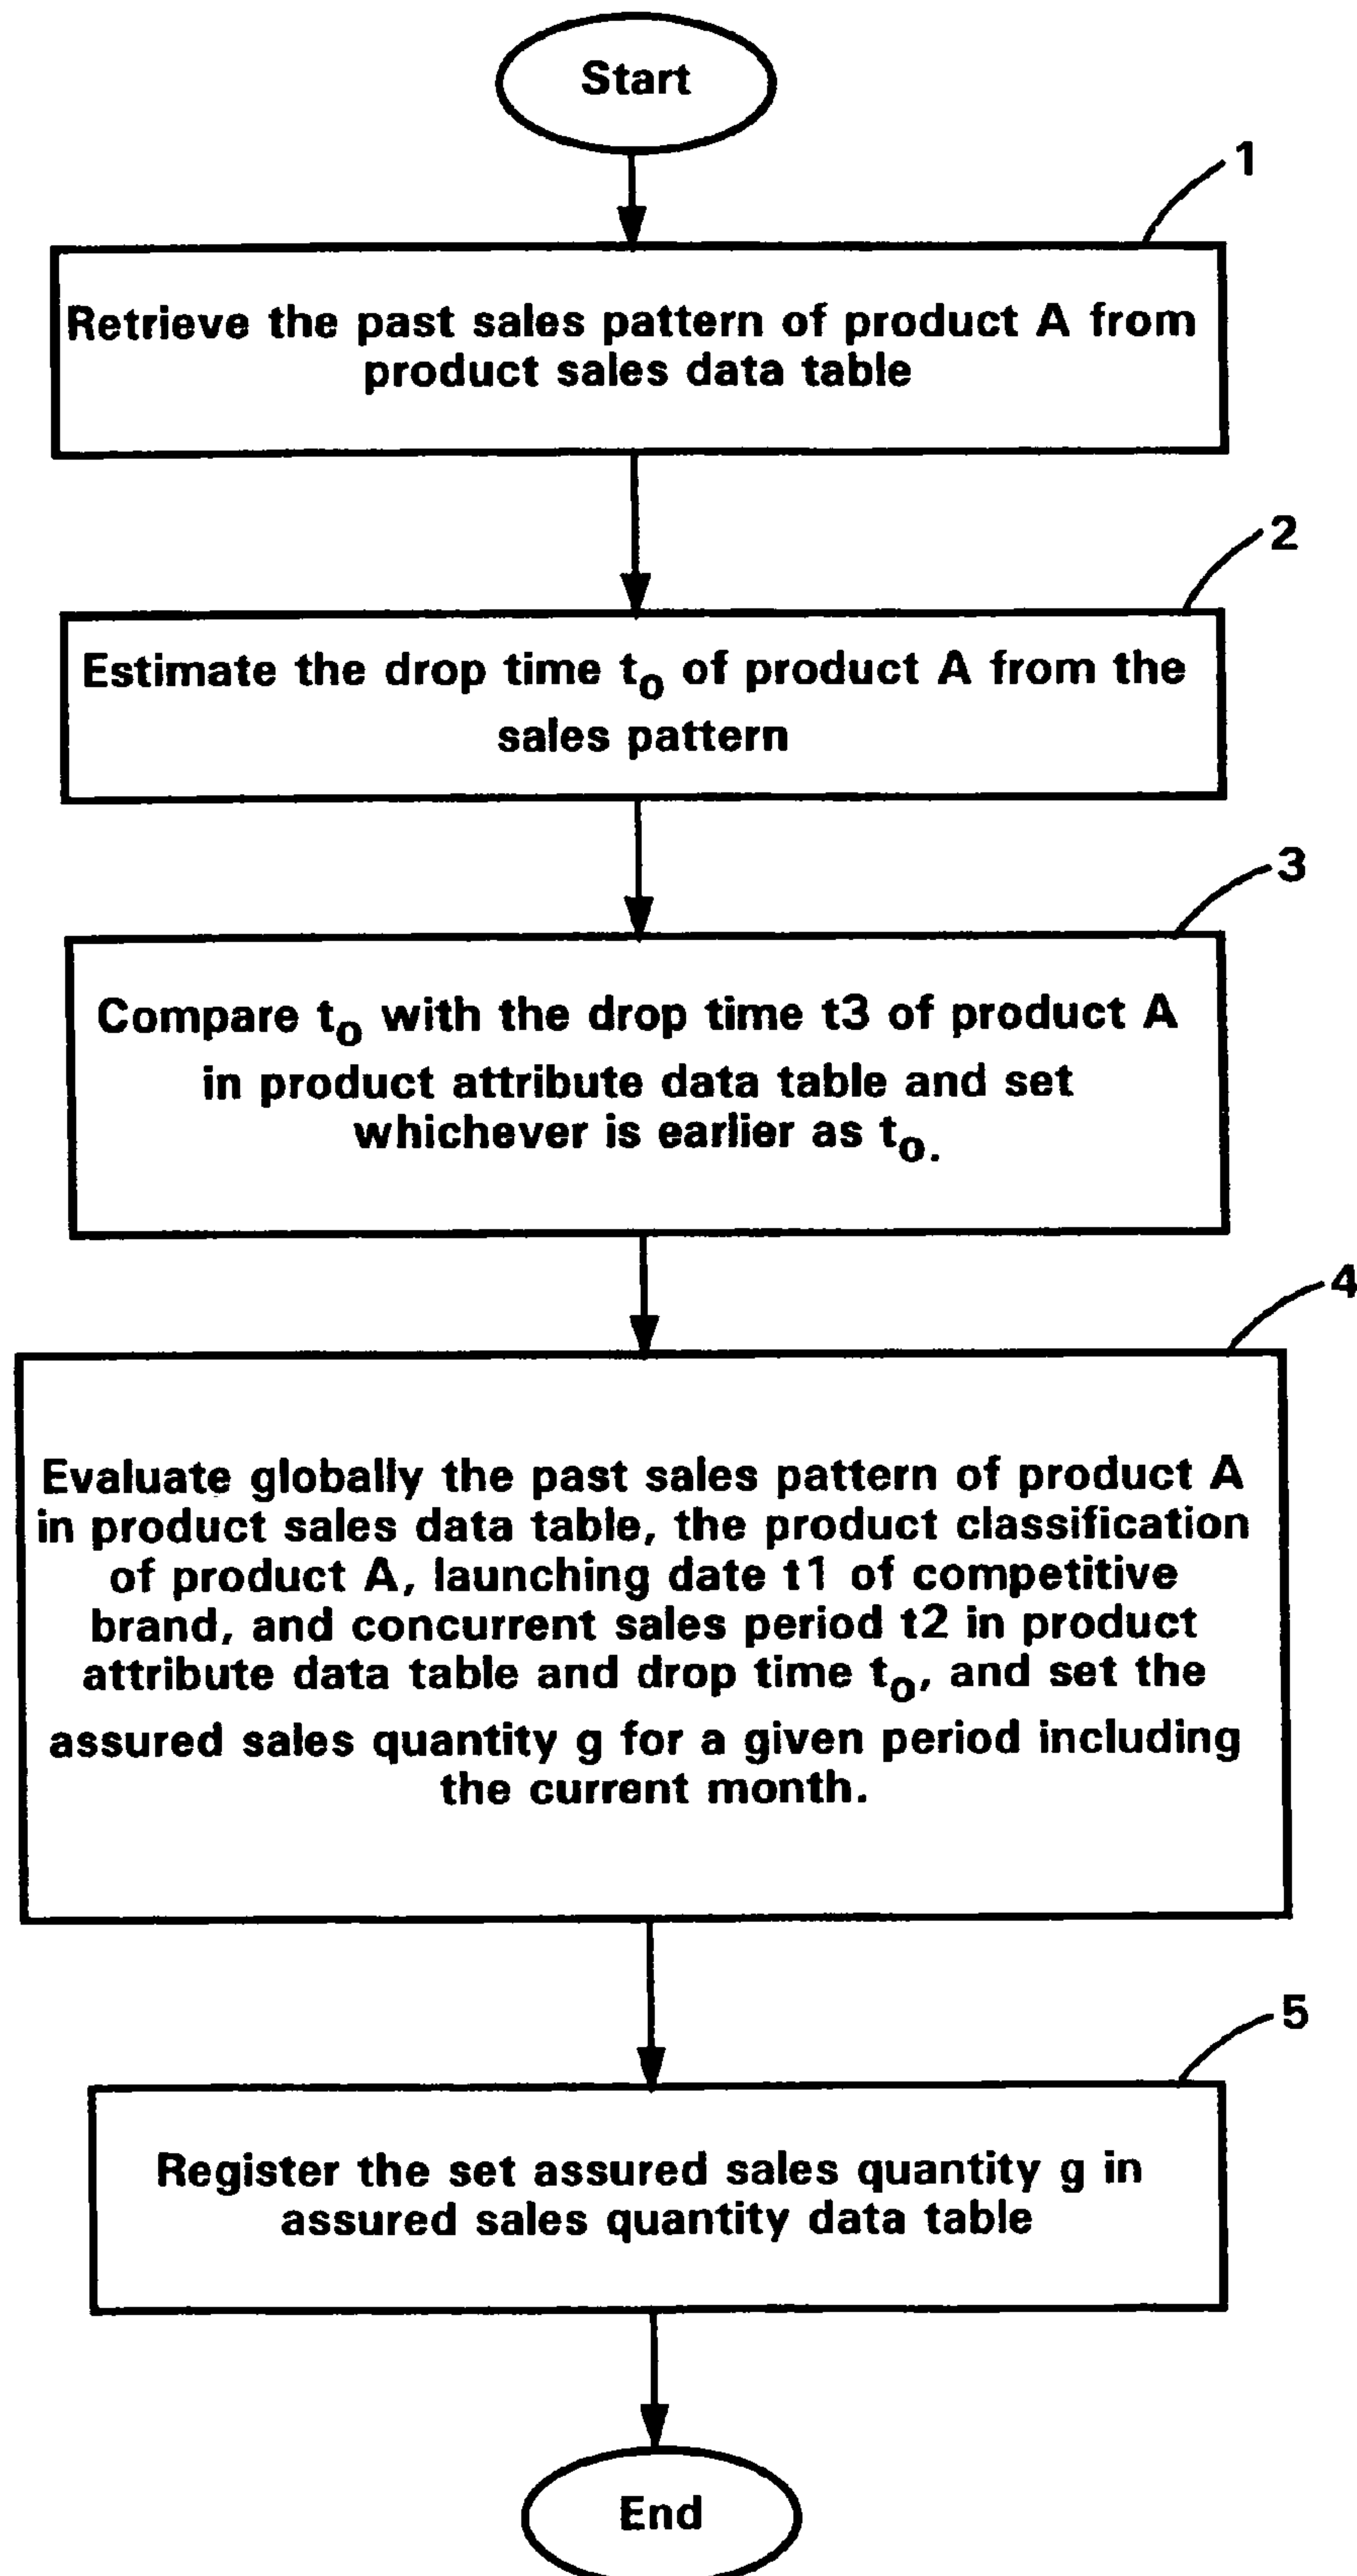 Start
1
Retrieve the past sales pattern of product A from
product sales data table
2
Estimate the drop time t₀ of product A from the
sales pattern
3
Compare t₀ with the drop time t3 of product A
in product attribute data table and set
whichever is earlier as t₀.
4
Evaluate globally the past sales pattern of product A
in product sales data table, the product classification
of product A, launching date t1 of competitive
brand, and concurrent sales period t2 in product
attribute data table and drop time t₀, and set the
assured sales quantity g for a given period including
the current month.
5
Register the set assured sales quantity g in
assured sales quantity data table
End